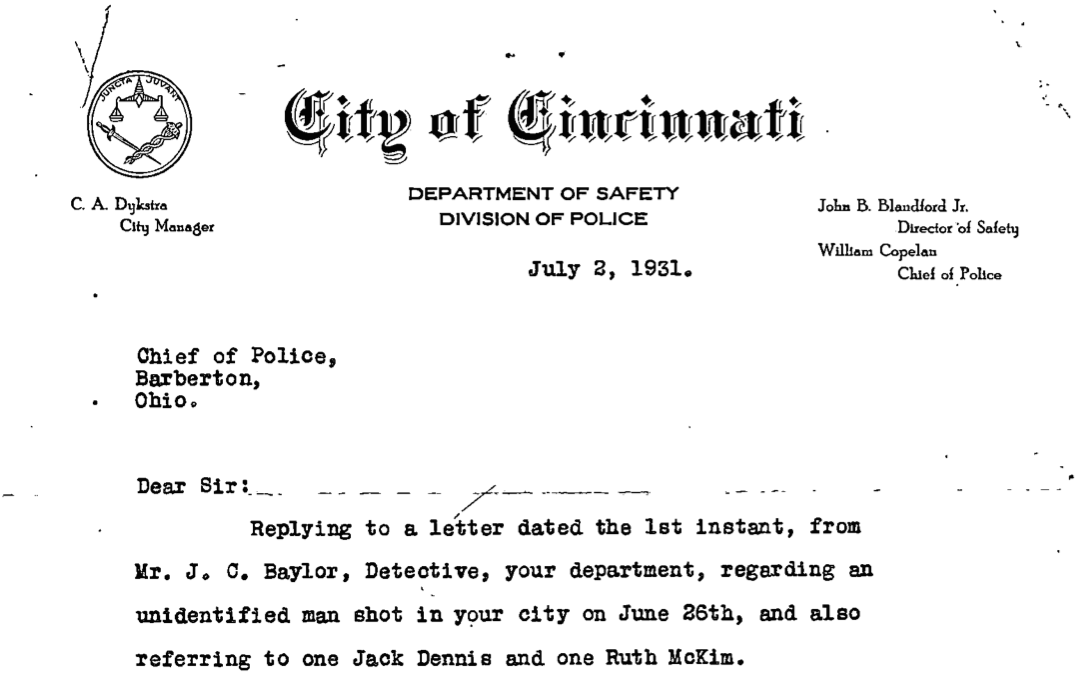 JUNCTA JUVANT
City of Cincinnati
C. A. Dykstra
City Manager
DEPARTMENT OF SAFETY
DIVISION OF POLICE
John B. Blandford Jr.
Director of Safety
William Copelan
Chief of Police
July 2, 1931.
Chief of Police,
Barberton,
Ohio.
Dear Sir:
Replying to a letter dated the 1st instant, from
Mr. J. C. Baylor, Detective, your department, regarding an
unidentified man shot in your city on June 26th, and also
referring to one Jack Dennis and one Ruth McKim.